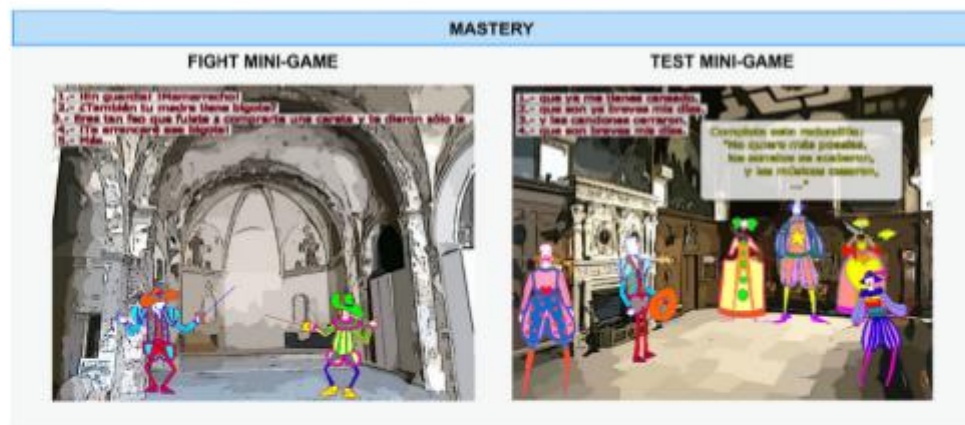 MASTERY
FIGHT MINI-GAME
TEST MINI-GAME
1.- ¡En guardia! ¡Mamarracho!
2.- ¿También tu madre tiene bigote?
3.- Eres tan feo que fuiste a comprarte una careta y te dieron sólo la
4.- ¡Te arrancaré ese bigote!
5.- Más...
1.- que ya me tienes cansado.
2.- que son ya breves mis días.
3.- y las canciones cerraron.
4.- que son breves mis días.
Completa esta redondilla:
"No quiero más poesías,
los sonetos se acabaron,
y las músicas cesaron,
..."